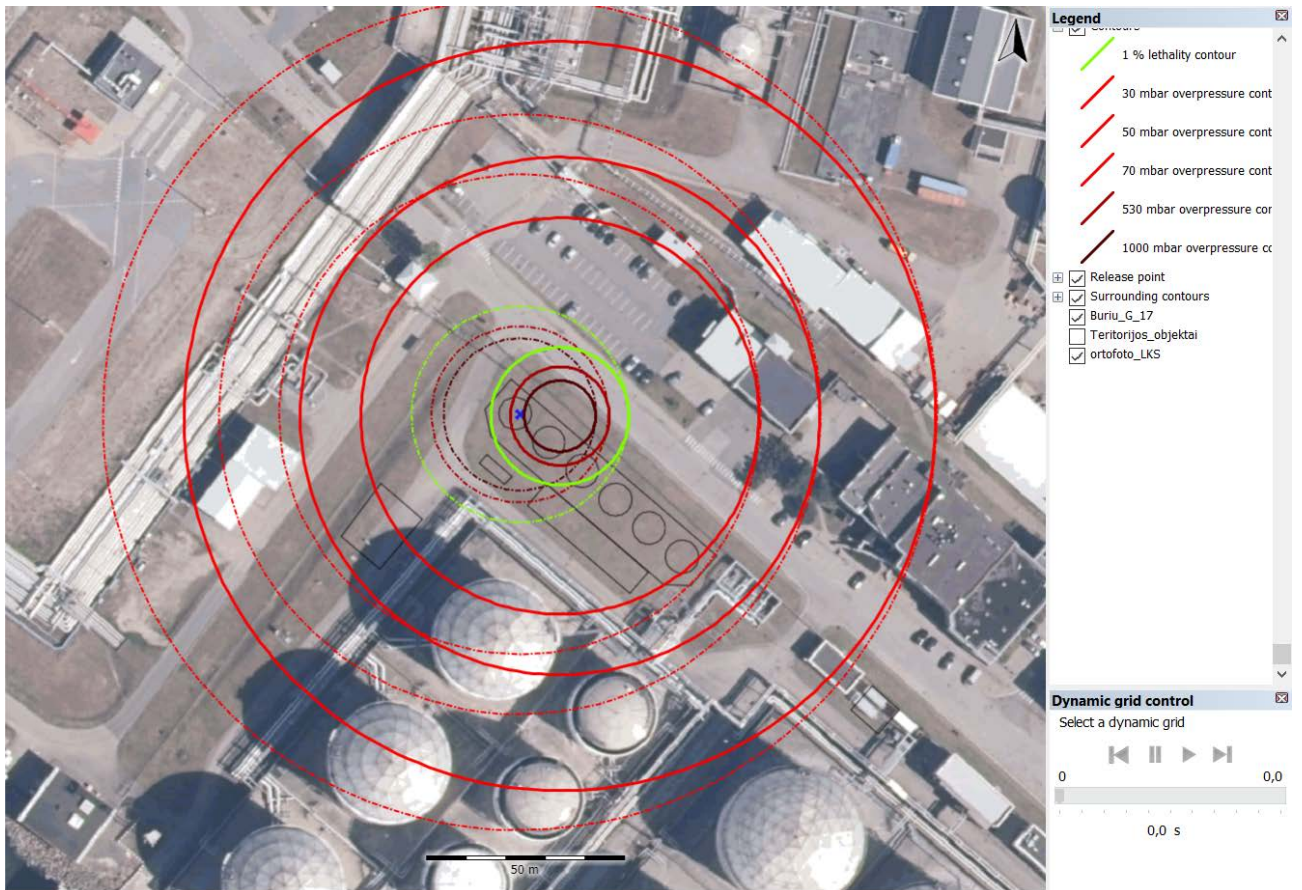 Legend
Contours
1 % lethality contour
30 mbar overpressure cont
50 mbar overpressure cont
70 mbar overpressure cont
530 mbar overpressure cor
1000 mbar overpressure co
Release point
Surrounding contours
Buriu_G_17
Teritorijos_objektai
ortofoto_LKS
Dynamic grid control
Select a dynamic grid
0 0,0
0,0 s
50 m